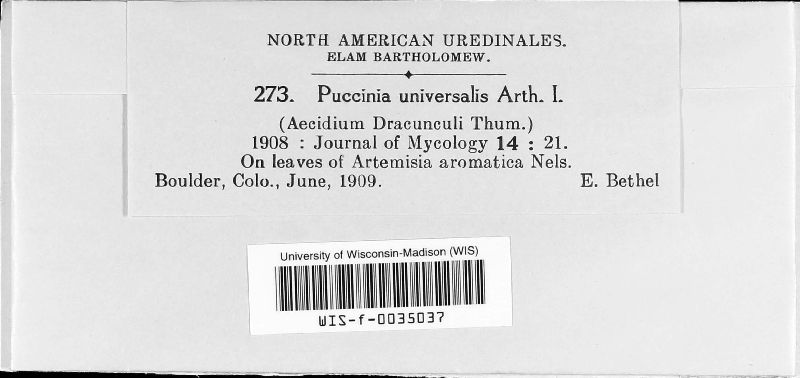 NORTH AMERICAN UREDINALES.
ELAM BARTHOLOMEW.
273. Puccinia universalis Arth. I.
(Aecidium Dracunculi Thum.)
1908 : Journal of Mycology 14 : 21.
On leaves of Artemisia aromatica Nels.
Boulder, Colo., June, 1909. E. Bethel
University of Wisconsin-Madison (WIS)
WIS-f-0035037